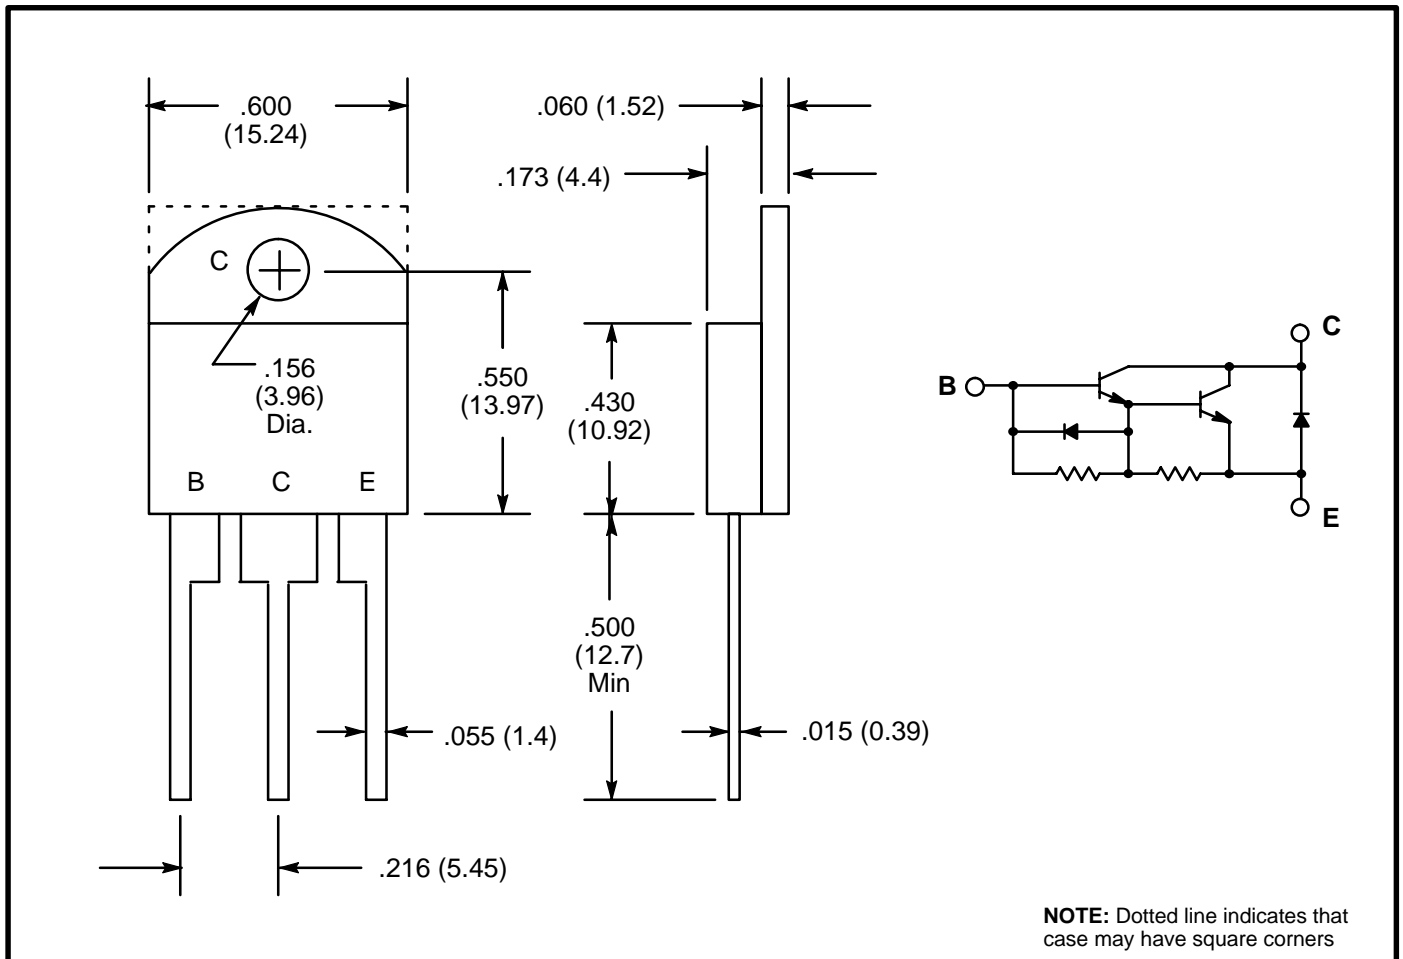 .600
(15.24)
.060 (1.52)
.173 (4.4)
C
.156
(3.96)
Dia.
.550
(13.97)
.430
(10.92)
B C E
.500
(12.7)
Min
.055 (1.4)
.015 (0.39)
.216 (5.45)
C
B
E
NOTE: Dotted line indicates that
case may have square corners